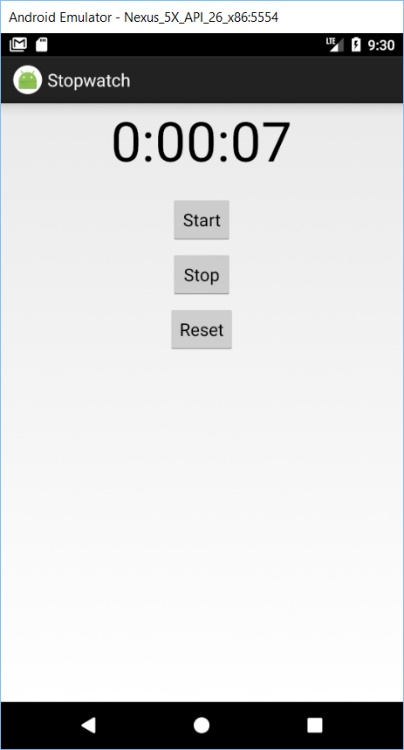 Android Emulator - Nexus_5X_API_26_x86:5554
LTE 9:30
Stopwatch
0:00:07
Start
Stop
Reset